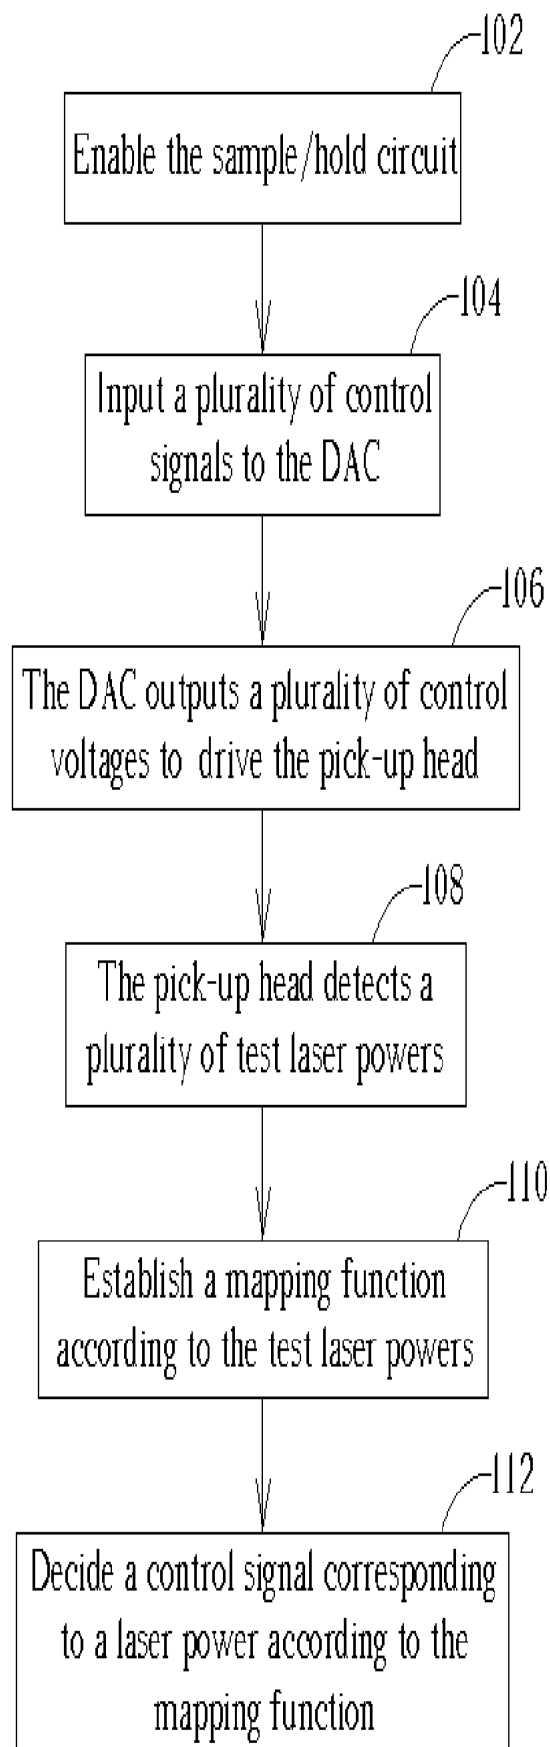 102
Enable the sample/hold circuit
104
Input a plurality of control
signals to the DAC
106
The DAC outputs a plurality of control
voltages to drive the pick-up head
108
The pick-up head detects a
plurality of test laser powers
110
Establish a mapping function
according to the test laser powers
112
Decide a control signal corresponding
to a laser power according to the
mapping function